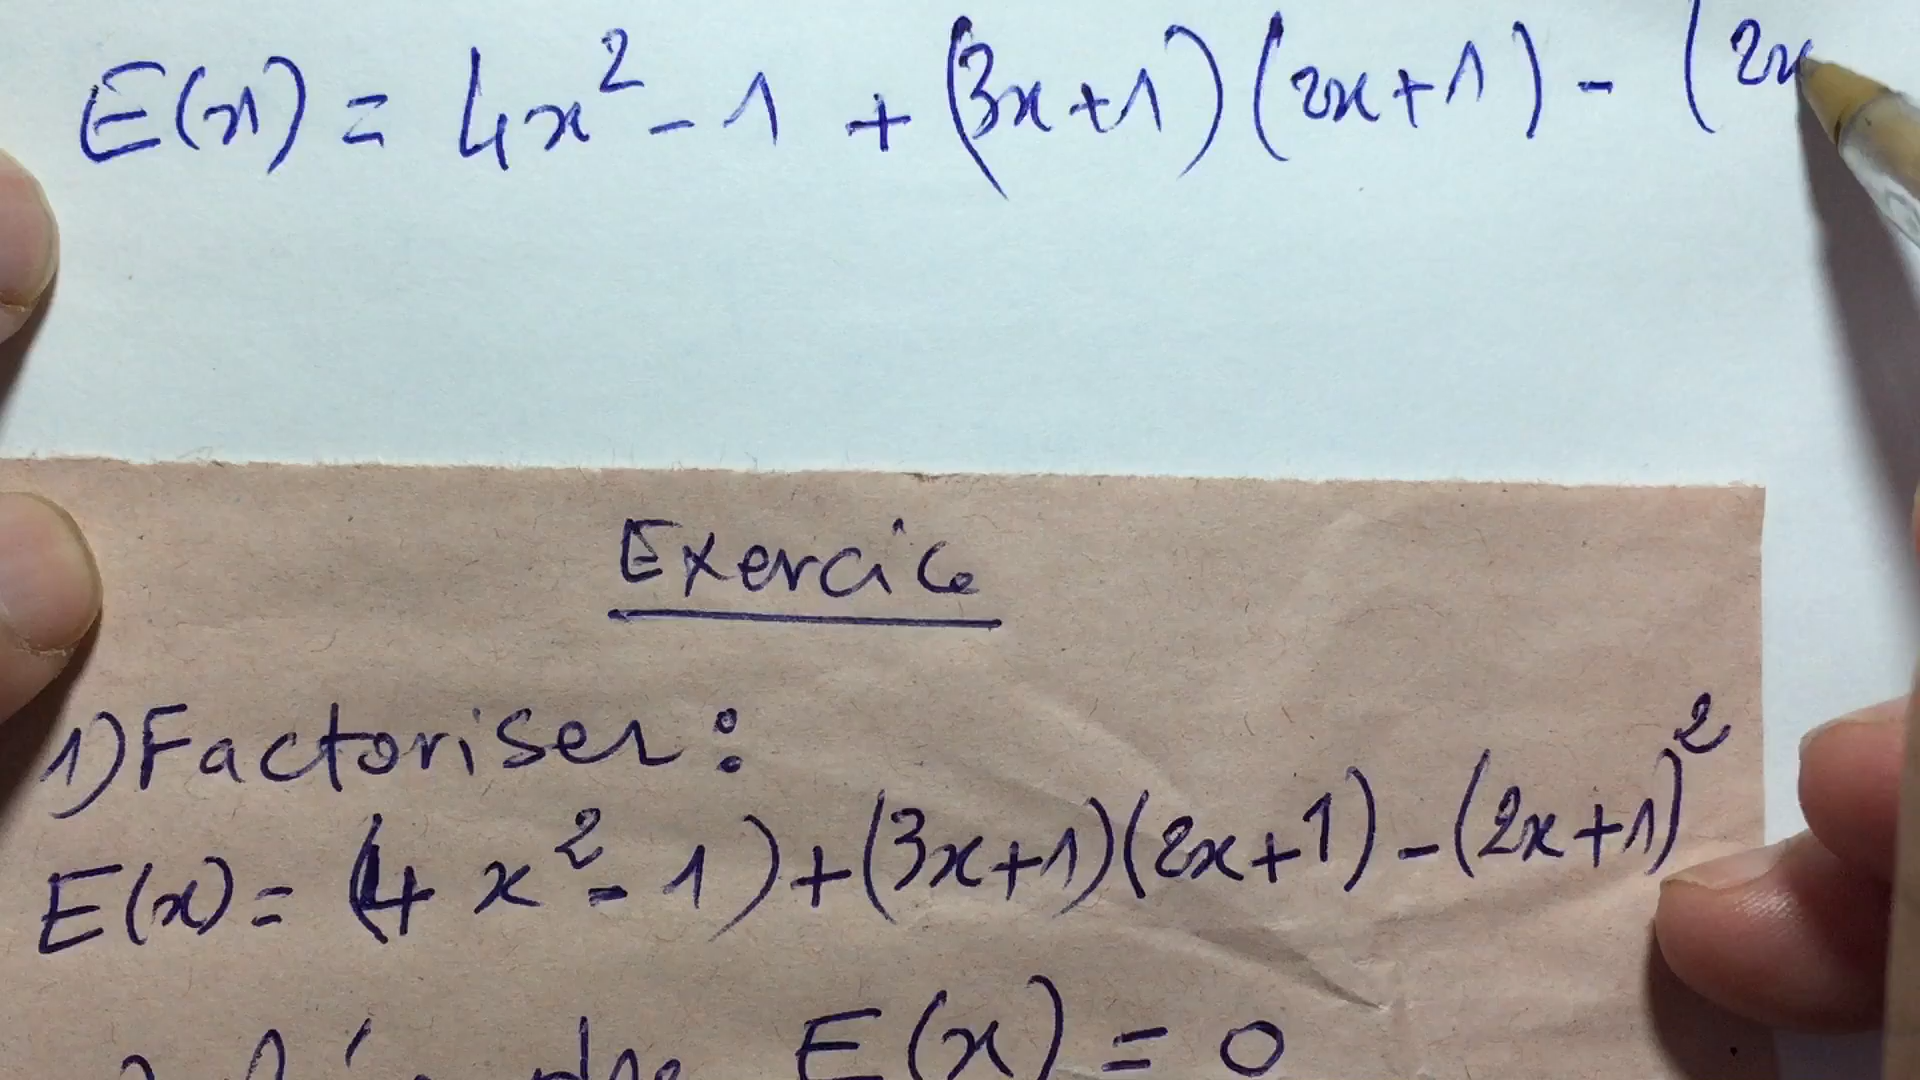 E(x) = 4x² - 1 + (3x+1)(2x+1) - (2x
Exercice
1) Factoriser :
E(x) = (4x² - 1) + (3x+1)(2x+1) - (2x+1)²
E(x) = 0